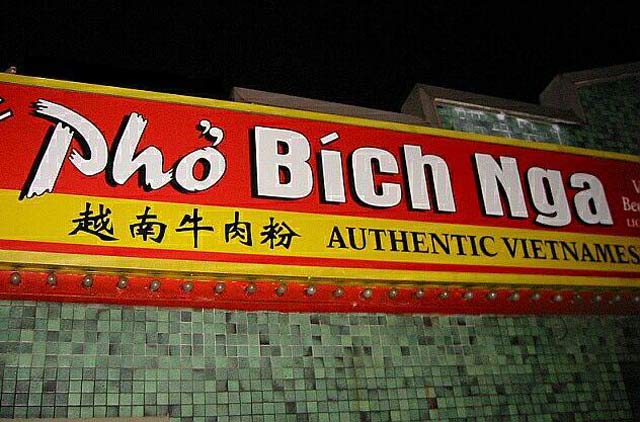 Phở Bích Nga
越南牛肉粉 AUTHENTIC VIETNAMES